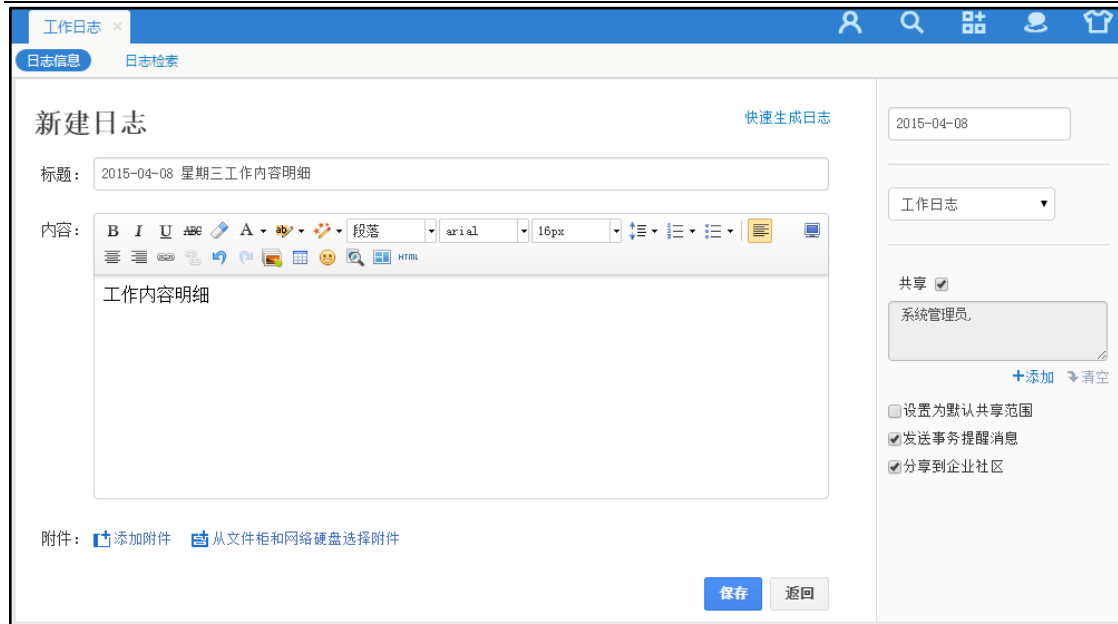 工作日志 ×
日志信息 日志检索
新建日志
快速生成日志
标题： 2015-04-08 星期三工作内容明细
内容： B I U ABC A aby 段落 arial 16px
HTML
工作内容明细
附件： 添加附件 从文件柜和网络硬盘选择附件
保存 返回
2015-04-08
工作日志
共享
系统管理员,
+添加 清空
设置为默认共享范围
发送事务提醒消息
分享到企业社区